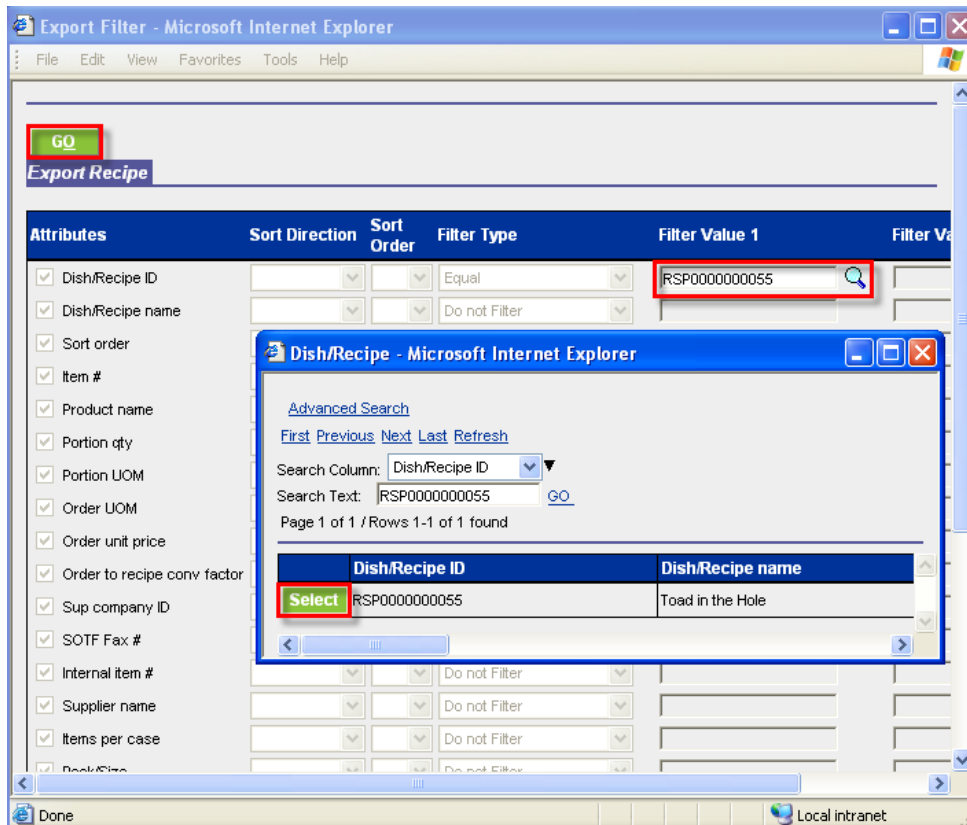 Export Filter - Microsoft Internet Explorer
File Edit View Favorites Tools Help
GO
Export Recipe
Attributes Sort Direction Sort Order Filter Type Filter Value 1 Filter Va
Dish/Recipe ID Equal RSP0000000055
Dish/Recipe name Do not Filter
Sort order
Item #
Product name
Portion qty
Portion UOM
Order UOM
Order unit price
Order to recipe conv factor
Sup company ID
SOTF Fax #
Internal item # Do not Filter
Supplier name Do not Filter
Items per case Do not Filter
Pack/Size Do not Filter
Dish/Recipe - Microsoft Internet Explorer
Advanced Search
First Previous Next Last Refresh
Search Column: Dish/Recipe ID
Search Text: RSP0000000055 GO
Page 1 of 1 / Rows 1-1 of 1 found
Dish/Recipe ID Dish/Recipe name
Select RSP0000000055 Toad in the Hole
Done Local intranet